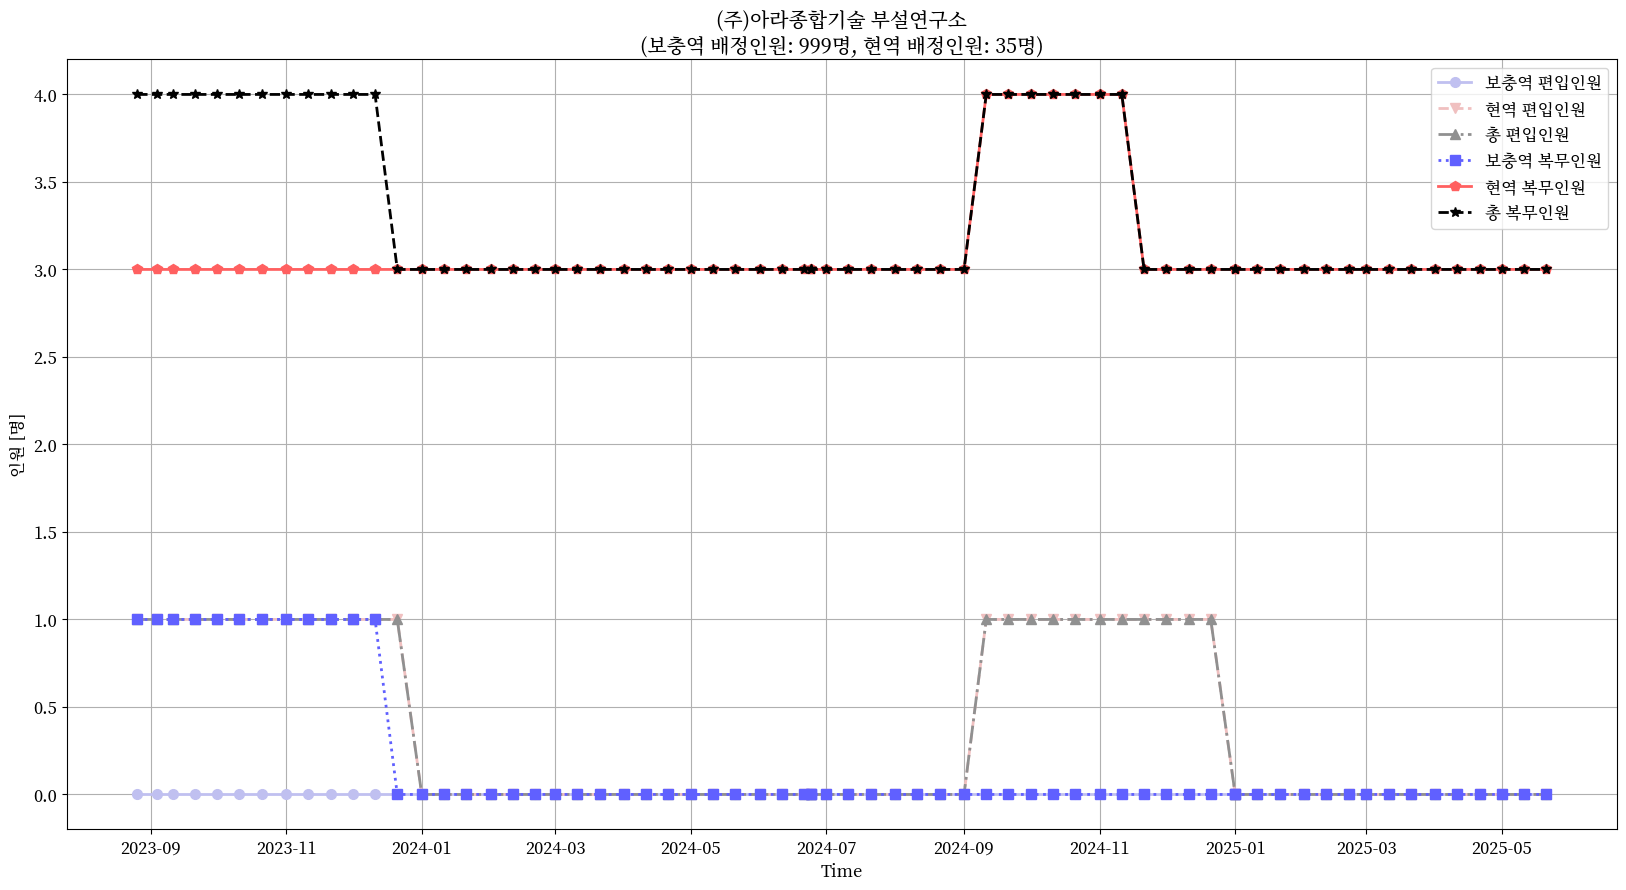 (주)아라종합기술 부설연구소
(보충역 배정인원: 999명, 현역 배정인원: 35명)
보충역 편입인원
현역 편입인원
총 편입인원
보충역 복무인원
현역 복무인원
총 복무인원
4.0
3.5
3.0
2.5
2.0
1.5
1.0
0.5
0.0
인원 [명]
2023-09 2023-11 2024-01 2024-03 2024-05 2024-07 2024-09 2024-11 2025-01 2025-03 2025-05
Time